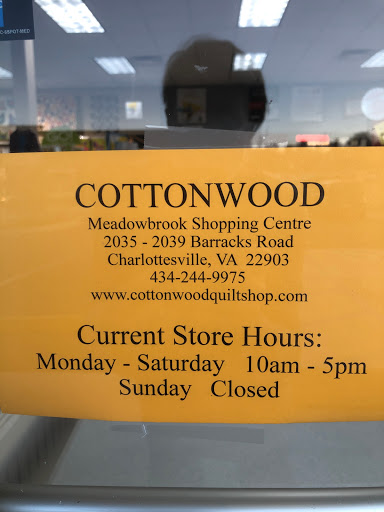 COTTONWOOD
Meadowbrook Shopping Centre
2035 - 2039 Barracks Road
Charlottesville, VA 22903
434-244-9975
www.cottonwoodquiltshop.com
Current Store Hours:
Monday - Saturday 10am - 5pm
Sunday Closed